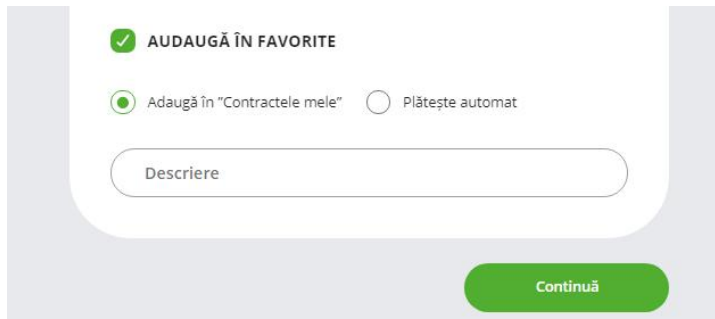 AUDAUGĂ ÎN FAVORITE
Adaugă în ”Contractele mele” Plătește automat
Descriere
Continuă